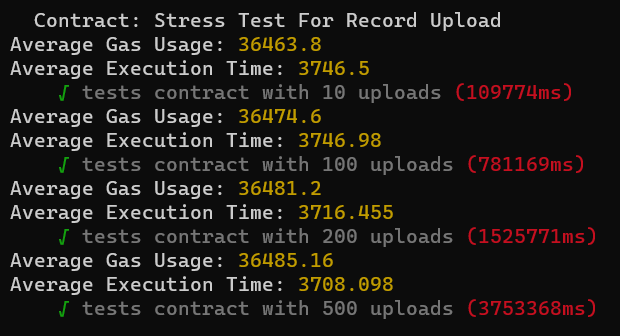 Contract: Stress Test For Record Upload
Average Gas Usage: 36463.8
Average Execution Time: 3746.5
√ tests contract with 10 uploads (109774ms)
Average Gas Usage: 36474.6
Average Execution Time: 3746.98
√ tests contract with 100 uploads (781169ms)
Average Gas Usage: 36481.2
Average Execution Time: 3716.455
√ tests contract with 200 uploads (1525771ms)
Average Gas Usage: 36485.16
Average Execution Time: 3708.098
√ tests contract with 500 uploads (3753368ms)